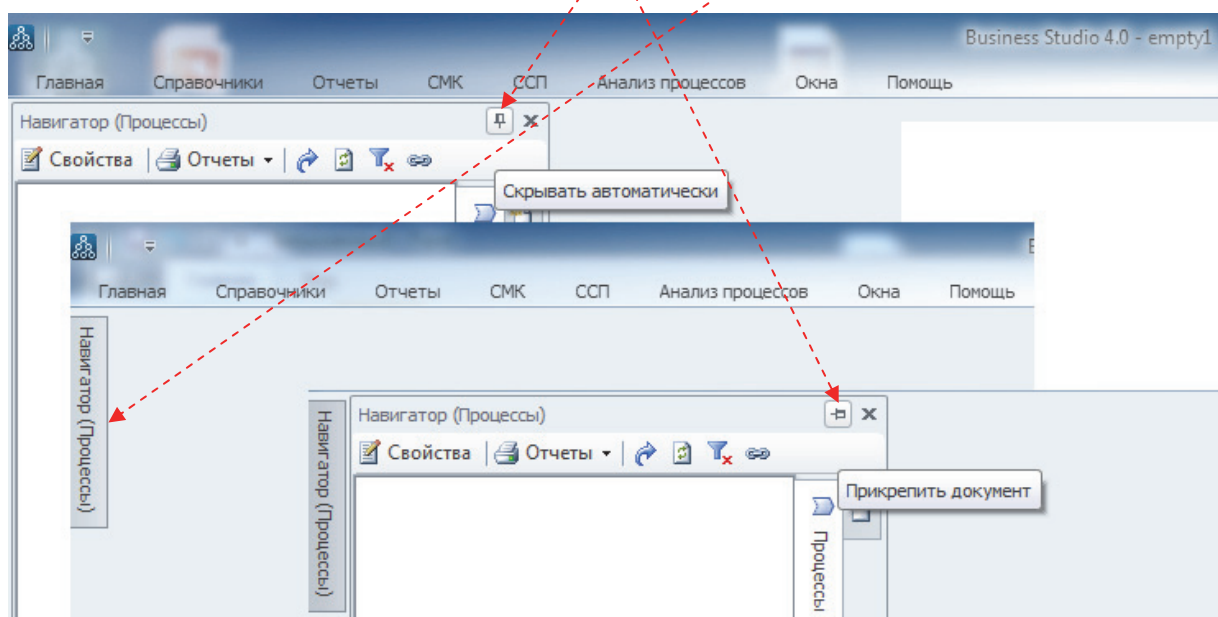 Business Studio 4.0 - empty1
Главная Справочники Отчеты СМК ССП Анализ процессов Окна Помощь
Навигатор (Процессы)
Свойства Отчеты
Скрывать автоматически
Главная Справочники Отчеты СМК ССП Анализ процессов Окна Помощь
Навигатор (Процессы)
Навигатор (Процессы)
Навигатор (Процессы)
Свойства Отчеты
Прикрепить документ
Процессы